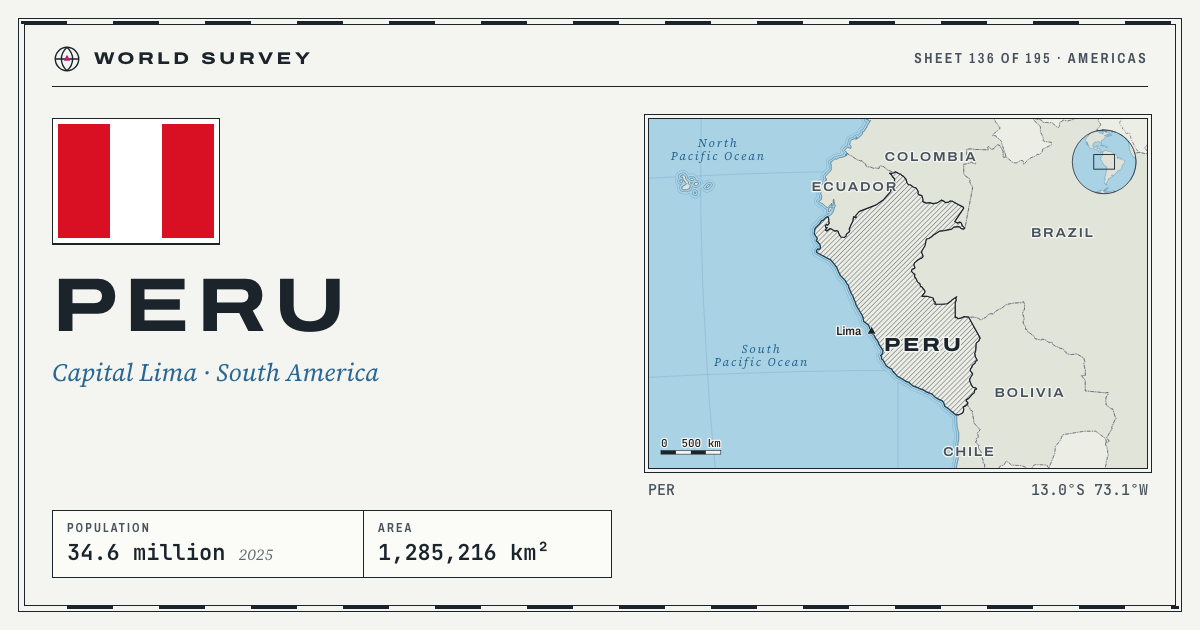 WORLD SURVEY
SHEET 136 OF 195 · AMERICAS
PERU
Capital Lima · South America
POPULATION
34.6 million 2025
AREA
1,285,216 km²
North
Pacific Ocean
COLOMBIA
ECUADOR
BRAZIL
Lima
PERU
South
Pacific Ocean
BOLIVIA
CHILE
0 500 km
PER
13.0°S 73.1°W